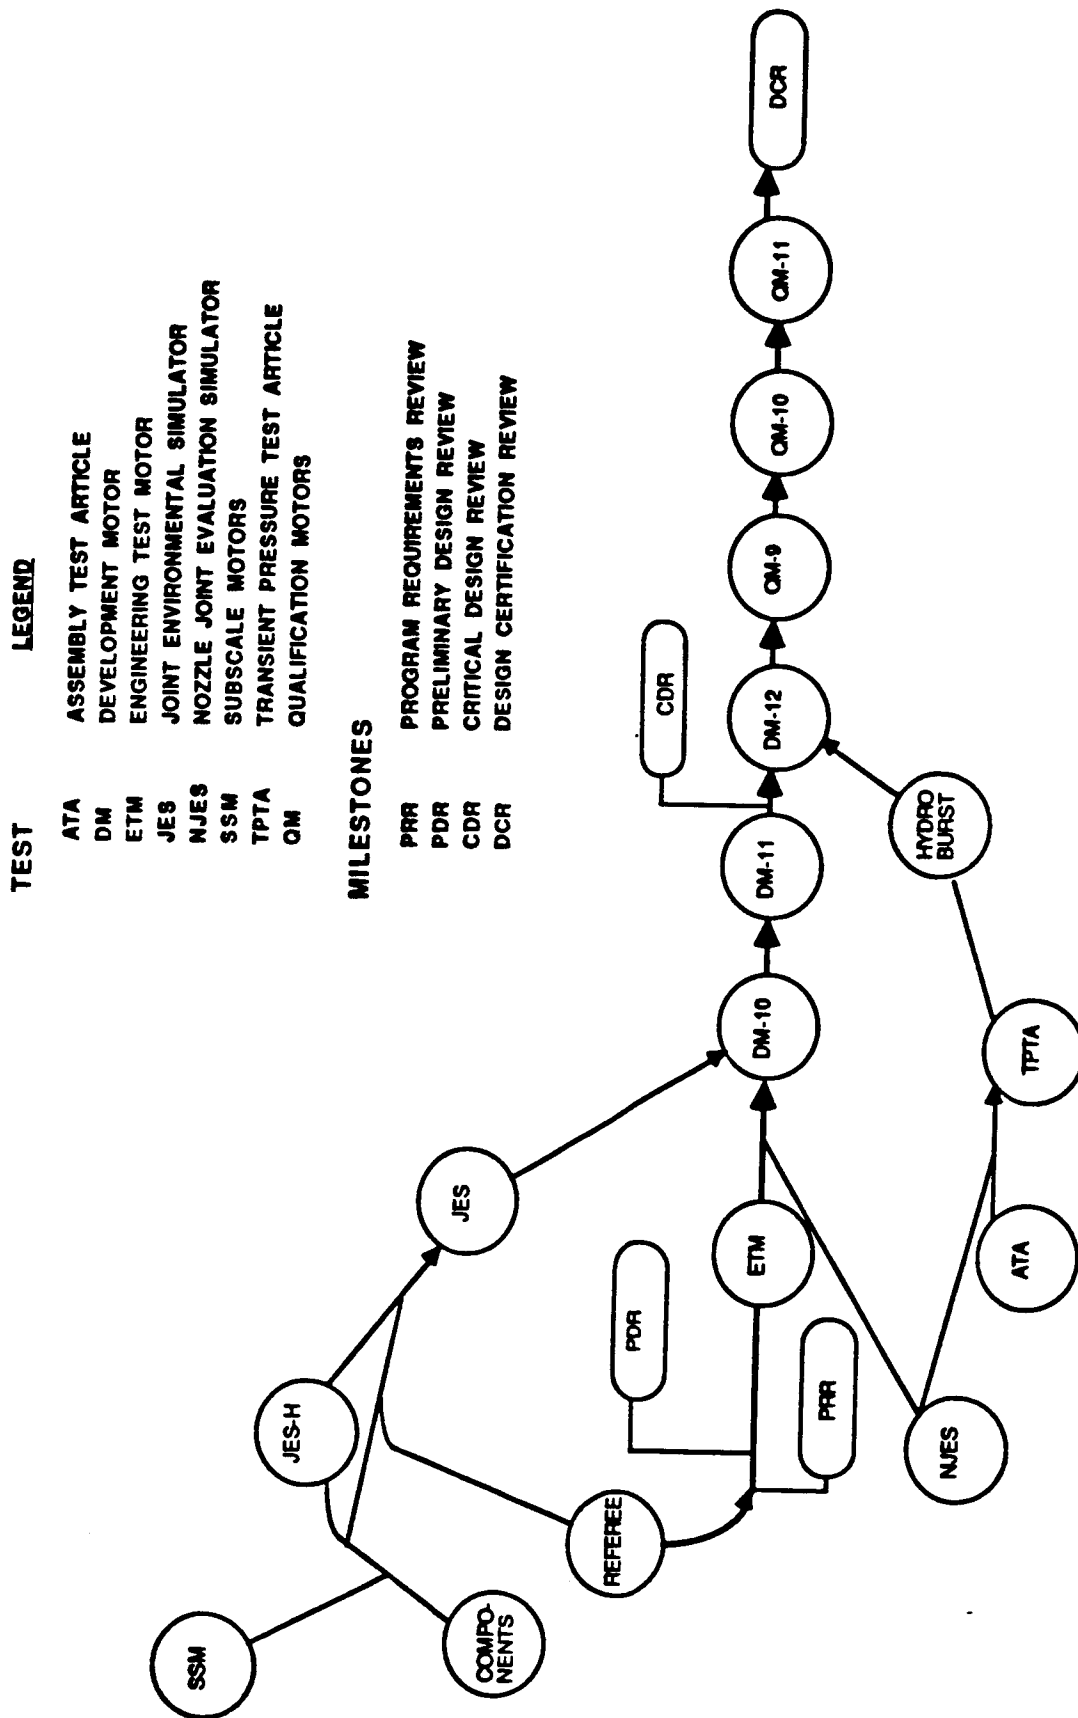 LEGEND
TEST
ATA ASSEMBLY TEST ARTICLE
DM DEVELOPMENT MOTOR
ETM ENGINEERING TEST MOTOR
JES JOINT ENVIRONMENTAL SIMULATOR
NJES NOZZLE JOINT EVALUATION SIMULATOR
SSM SUBSCALE MOTORS
TPTA TRANSIENT PRESSURE TEST ARTICLE
QM QUALIFICATION MOTORS
MILESTONES
PRR PROGRAM REQUIREMENTS REVIEW
PDR PRELIMINARY DESIGN REVIEW
CDR CRITICAL DESIGN REVIEW
DCR DESIGN CERTIFICATION REVIEW
SSM
JES-H
COMPO-
NENTS
JES
REFEREE
PDR
CDR
ETM
DM-10
DM-11
DM-12
QM-9
QM-10
QM-11
DCR
PRR
NJES
HYDRO
BURST
ATA
TPTA